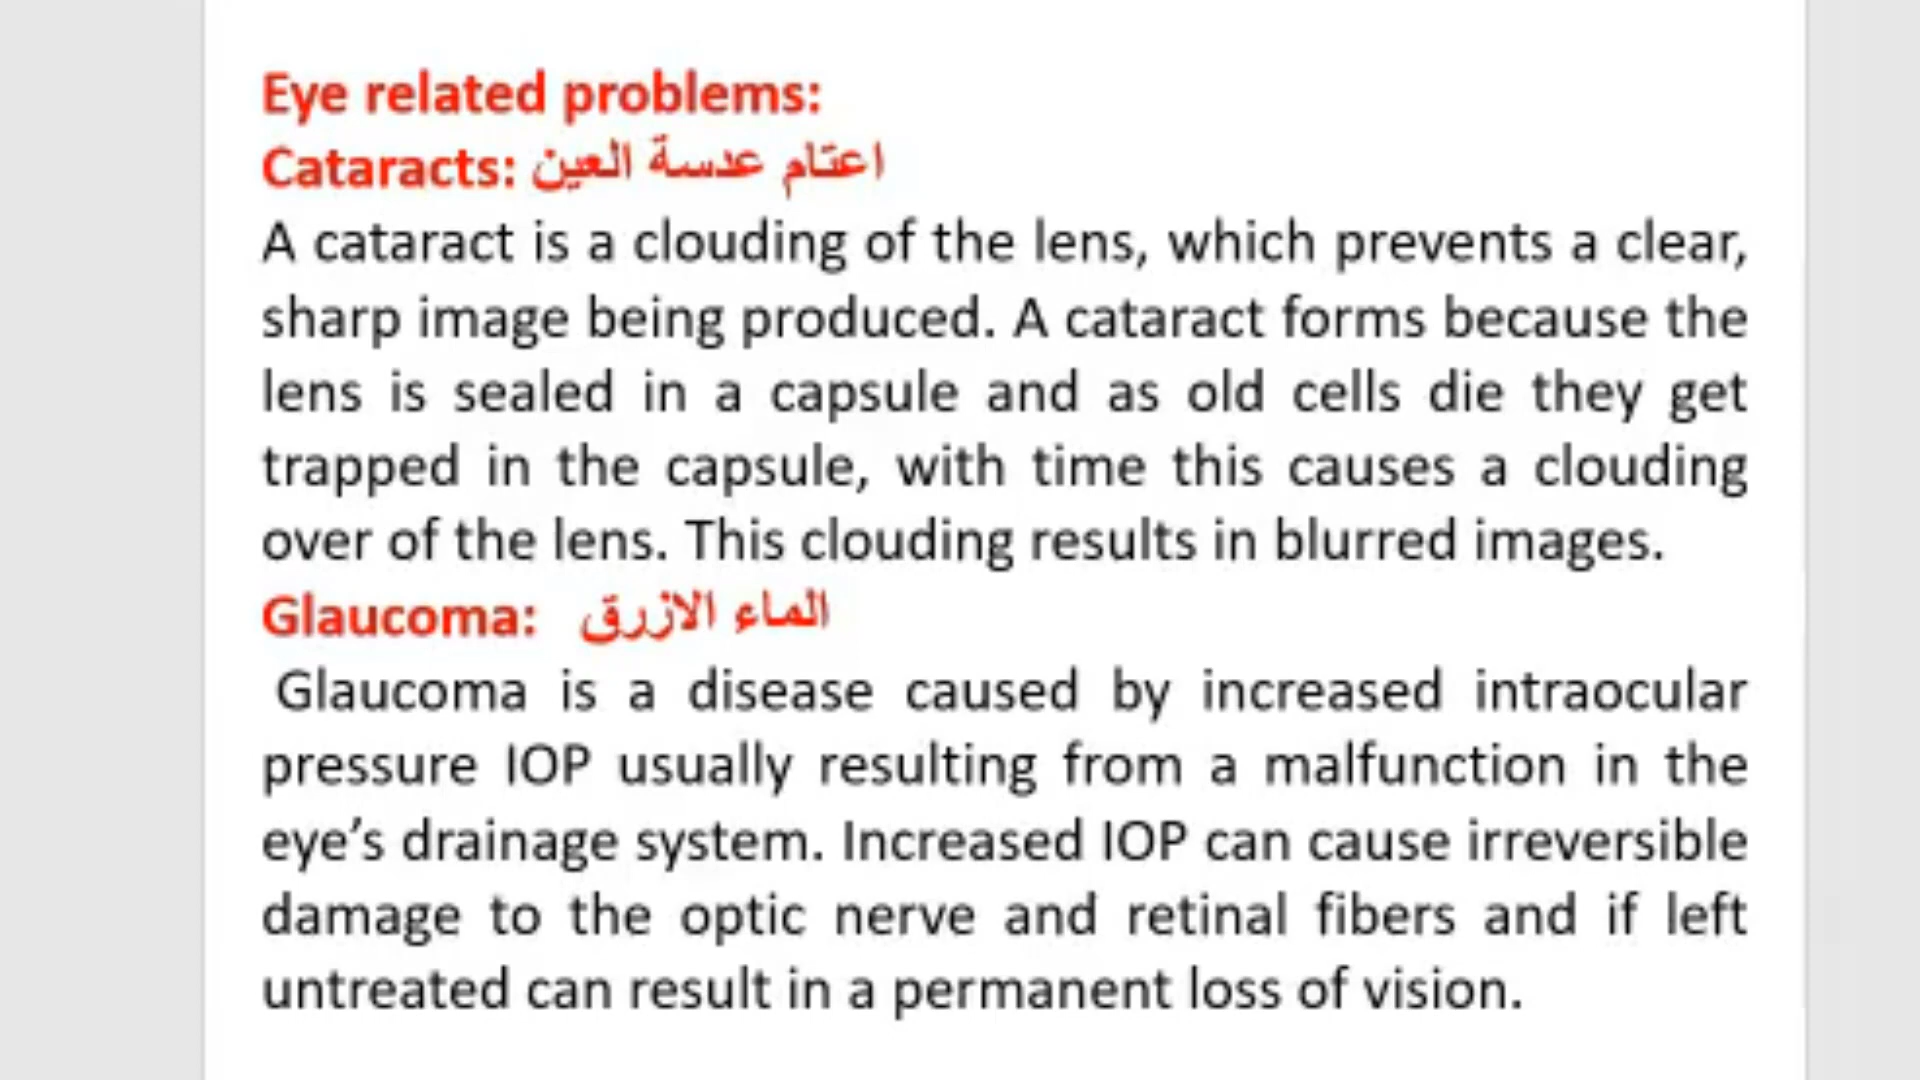 Eye related problems:
Cataracts: اعتام عدسة العين
A cataract is a clouding of the lens, which prevents a clear,
sharp image being produced. A cataract forms because the
lens is sealed in a capsule and as old cells die they get
trapped in the capsule, with time this causes a clouding
over of the lens. This clouding results in blurred images.
Glaucoma: الماء الازرق
Glaucoma is a disease caused by increased intraocular
pressure IOP usually resulting from a malfunction in the
eye’s drainage system. Increased IOP can cause irreversible
damage to the optic nerve and retinal fibers and if left
untreated can result in a permanent loss of vision.